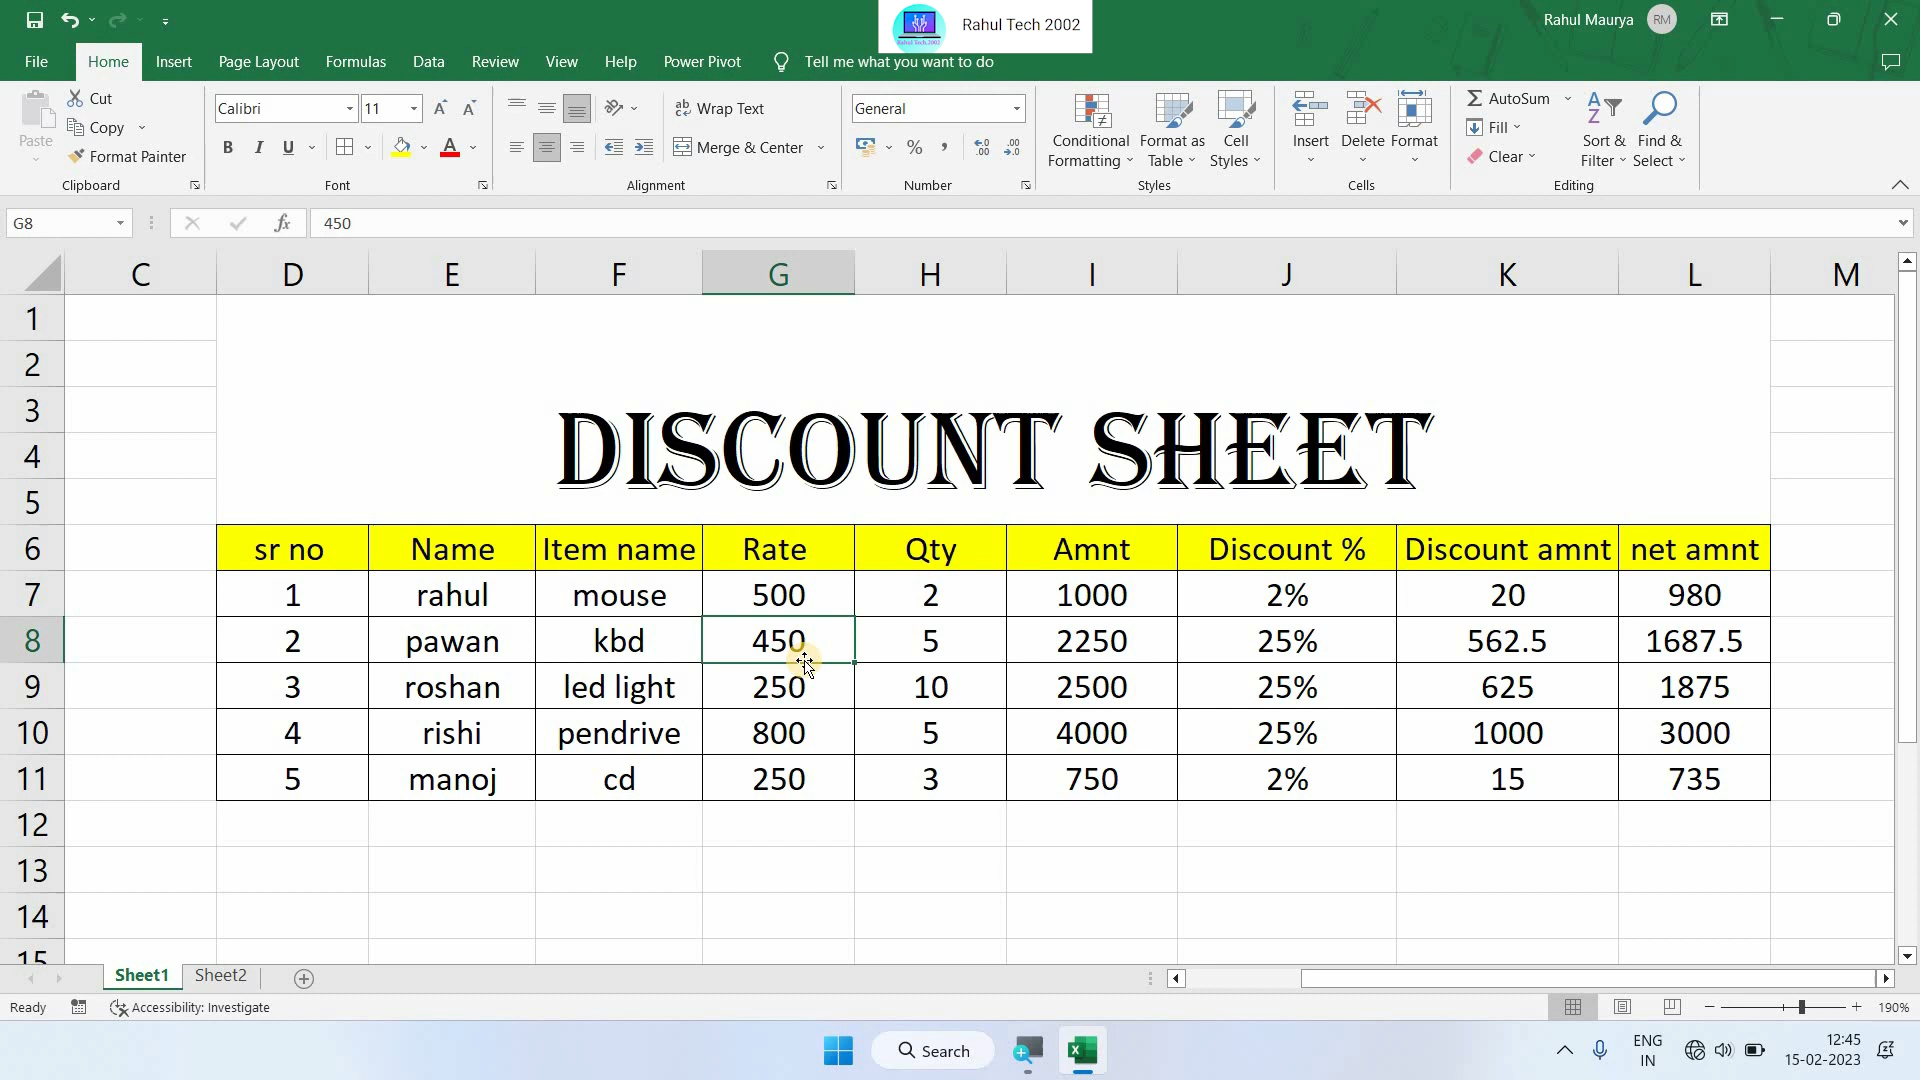 Rahul Tech 2002
Rahul Maurya RM
File Home Insert Page Layout Formulas Data Review View Help Power Pivot Tell me what you want to do
Paste
Cut
Copy
Format Painter
Clipboard
Calibri 11
B I U A
Font
ab Wrap Text
Merge & Center
Alignment
General
% ,
Number
Conditional Formatting
Format as Table
Cell Styles
Styles
Insert Delete Format
Cells
AutoSum
Fill
Clear
Sort & Filter
Find & Select
Editing
G8 fx 450
C D E F G H I J K L M
1
2
3
4
5
DISCOUNT SHEET
6 sr no Name Item name Rate Qty Amnt Discount % Discount amnt net amnt
7 1 rahul mouse 500 2 1000 2% 20 980
8 2 pawan kbd 450 5 2250 25% 562.5 1687.5
9 3 roshan led light 250 10 2500 25% 625 1875
10 4 rishi pendrive 800 5 4000 25% 1000 3000
11 5 manoj cd 250 3 750 2% 15 735
12
13
14
15
Sheet1 Sheet2
Ready Accessibility: Investigate 190%
Search
ENG
IN
12:45
15-02-2023